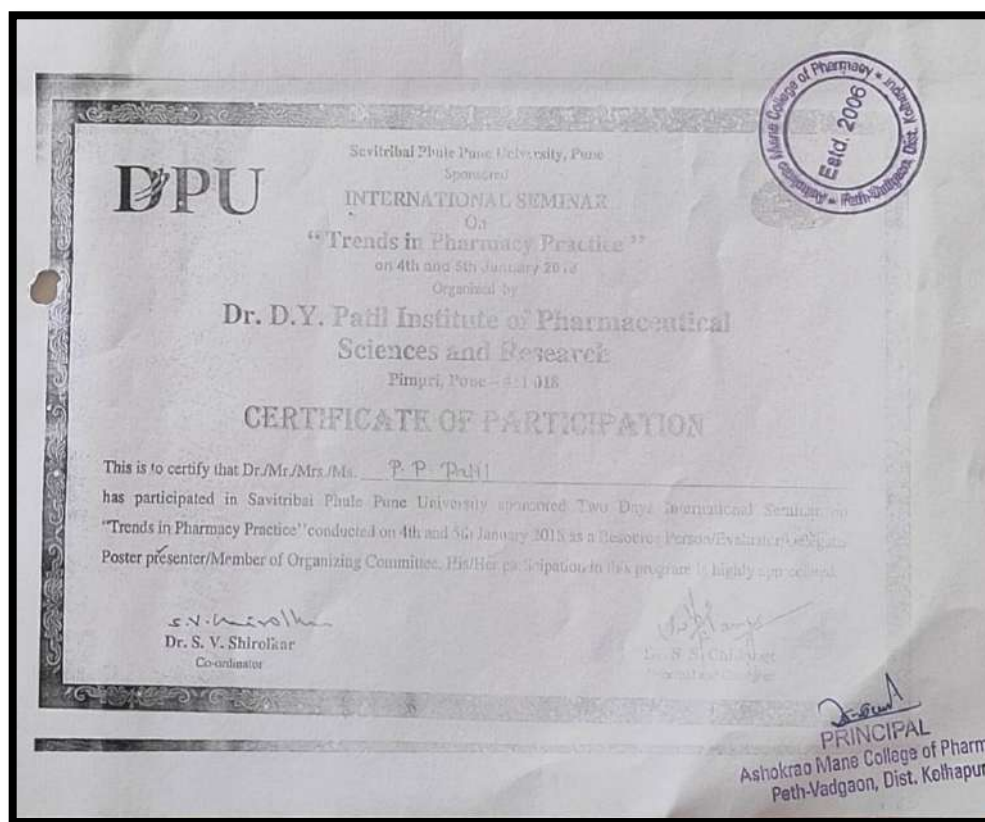 DPU
Savitribai Phule Pune University, Pune
Sponsored
INTERNATIONAL SEMINAR
On
“Trends in Pharmacy Practice”
on 4th and 5th January
Organized by
Dr. D.Y. Patil Institute of Pharmaceutical
Sciences and Research
Pimpri, Pune – 411 018
CERTIFICATE OF PARTICIPATION
This is to certify that Dr./Mr./Mrs./Ms. P. P.
has participated in Savitribai Phule Pune University sponsored Two Days International Seminar on
"Trends in Pharmacy Practice" conducted on 4th and 5th January 2018 as a Resource Person/Evaluator/Delegate
Poster presenter/Member of Organizing Committee. His/Her participation in this program is highly appreciated.
Dr. S. V. Shirolkar
Co-ordinator
Ashokrao Mane College of Pharmacy * Peth-Vadgaon, Dist. Kolhapur *
Estd. 2006
PRINCIPAL
Ashokrao Mane College of Pharm
Peth-Vadgaon, Dist. Kolhapur